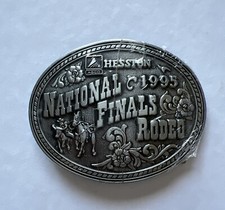 HESSTON
1995
NATIONAL
FINALS
RODEO